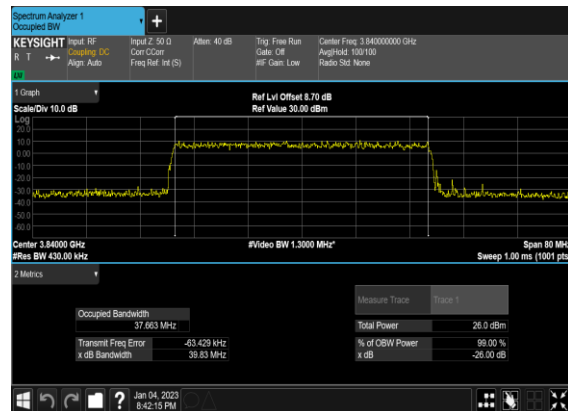 Spectrum Analyzer 1
Occupied BW
+
KEYSIGHT Input: RF Input Z: 50 Ω Atten: 40 dB Trig: Free Run Center Freq: 3.840000000 GHz
R T Coupling: DC Corr CCorr Gate: Off Avg|Hold: 100/100
Align: Auto Freq Ref: Int (S) #IF Gain: Low Radio Std: None
1 Graph
Ref Lvl Offset 8.70 dB
Scale/Div 10.0 dB Ref Value 30.00 dBm
Log
20.0
10.0
0.00
-10.0
-20.0
-30.0
-40.0
-50.0
-60.0
Center 3.84000 GHz #Video BW 1.3000 MHz* Span 80 MHz
#Res BW 430.00 kHz Sweep 1.00 ms (1001 pts
2 Metrics
Measure Trace Trace 1
Occupied Bandwidth
37.663 MHz Total Power 26.0 dBm
Transmit Freq Error -63.429 kHz % of OBW Power 99.00 %
x dB Bandwidth 39.83 MHz x dB -26.00 dB
? Jan 04, 2023
8:42:15 PM